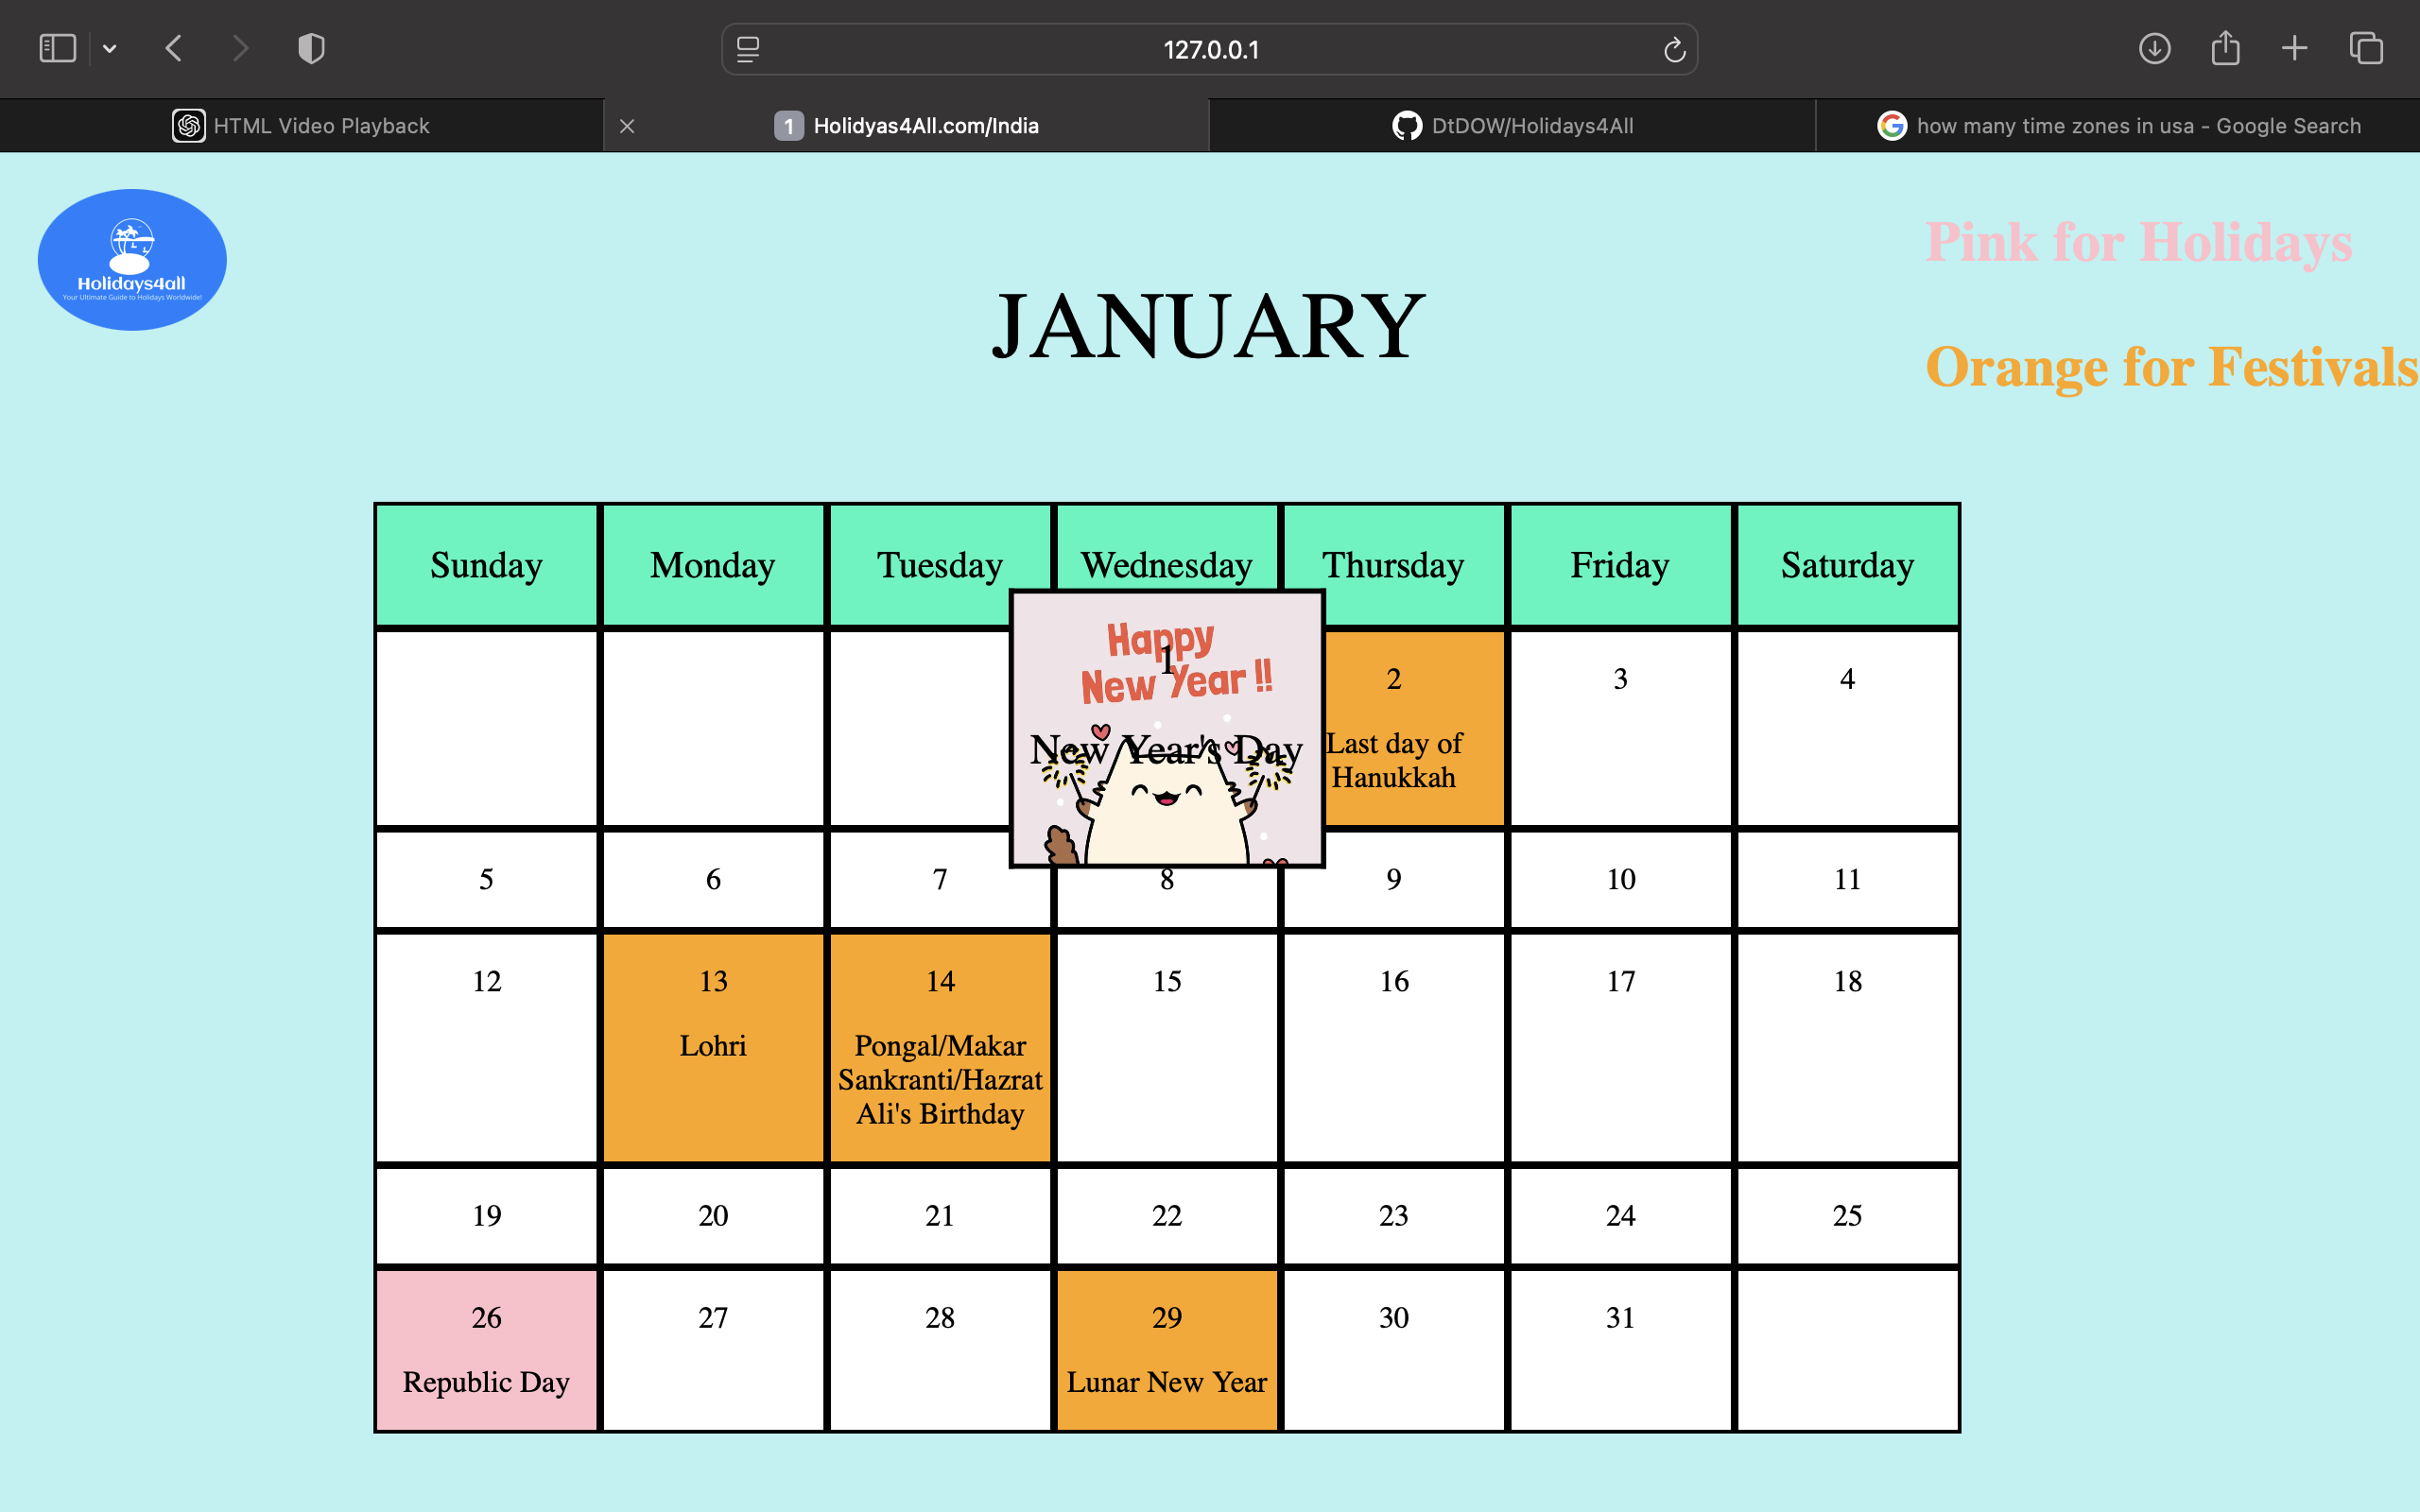 127.0.0.1
HTML Video Playback
1 Holidyas4All.com/India
DtDOW/Holidays4All
how many time zones in usa - Google Search
Holidays4all
Your Ultimate Guide to Holidays Worldwide!
Pink for Holidays
Orange for Festivals
JANUARY
Sunday Monday Tuesday Wednesday Thursday Friday Saturday
Happy
New Year !!
1
New Year's Day
2
Last day of
Hanukkah
3
4
5 6 7 8 9 10 11
12
13
Lohri
14
Pongal/Makar
Sankranti/Hazrat
Ali's Birthday
15
16
17
18
19 20 21 22 23 24 25
26
Republic Day
27
28
29
Lunar New Year
30
31